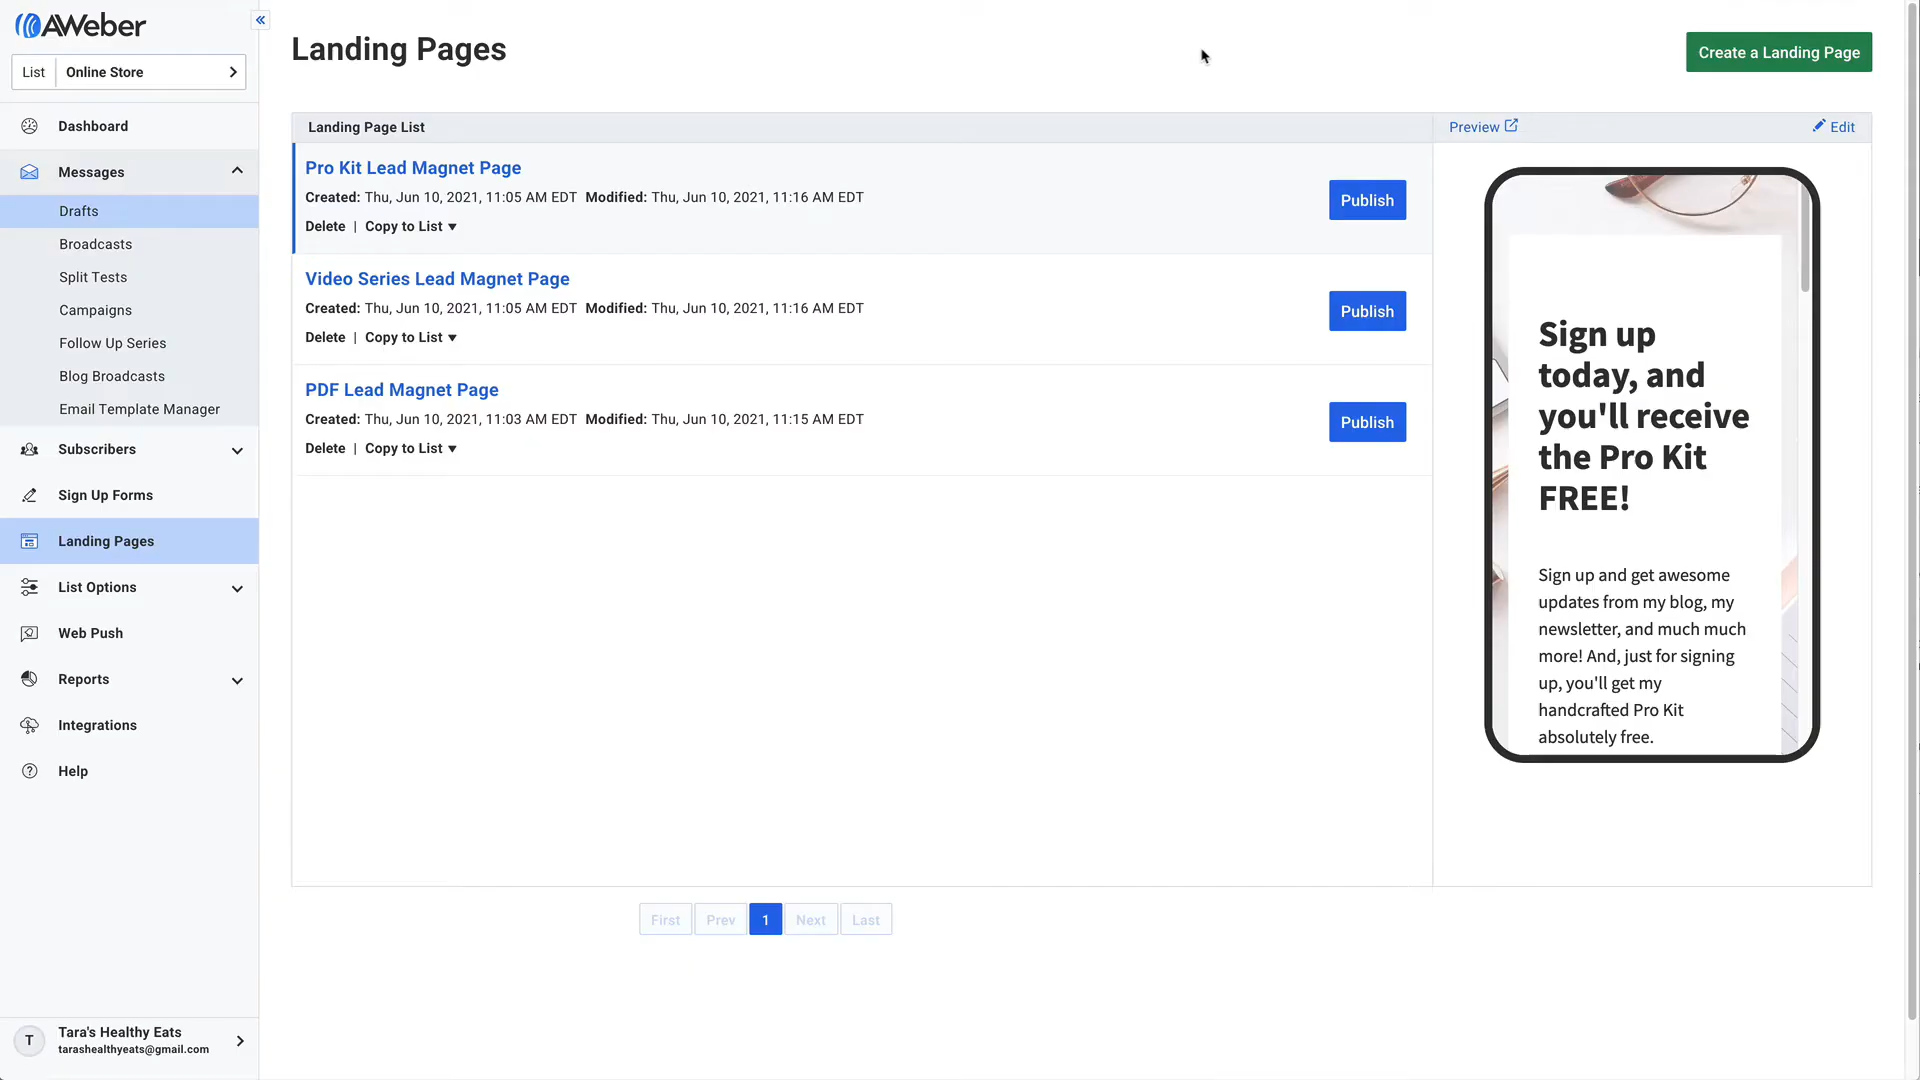 AWeber
List Online Store
Dashboard
Messages
Drafts
Broadcasts
Split Tests
Campaigns
Follow Up Series
Blog Broadcasts
Email Template Manager
Subscribers
Sign Up Forms
Landing Pages
List Options
Web Push
Reports
Integrations
Help
T
Tara's Healthy Eats
tarashealthyeats@gmail.com
Landing Pages
Create a Landing Page
Landing Page List
Pro Kit Lead Magnet Page
Created: Thu, Jun 10, 2021, 11:05 AM EDT Modified: Thu, Jun 10, 2021, 11:16 AM EDT
Delete | Copy to List
Publish
Video Series Lead Magnet Page
Created: Thu, Jun 10, 2021, 11:05 AM EDT Modified: Thu, Jun 10, 2021, 11:16 AM EDT
Delete | Copy to List
Publish
PDF Lead Magnet Page
Created: Thu, Jun 10, 2021, 11:03 AM EDT Modified: Thu, Jun 10, 2021, 11:15 AM EDT
Delete | Copy to List
Publish
First Prev 1 Next Last
Preview Edit
Sign up
today, and
you'll receive
the Pro Kit
FREE!
Sign up and get awesome
updates from my blog, my
newsletter, and much much
more! And, just for signing
up, you'll get my
handcrafted Pro Kit
absolutely free.